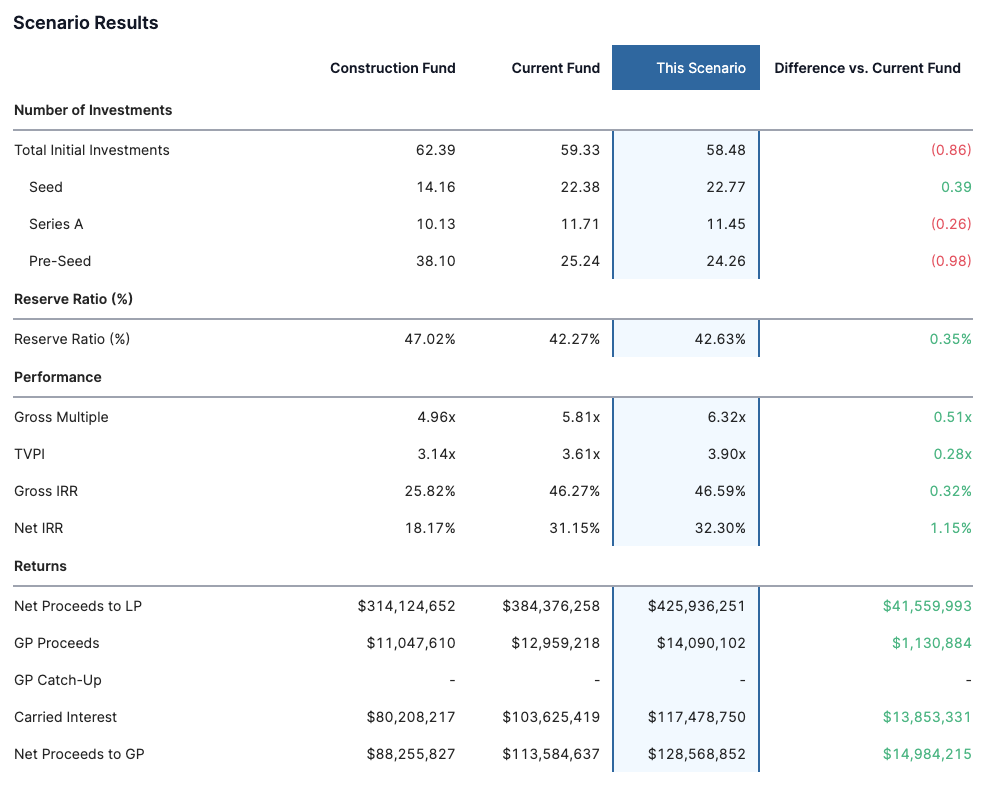 Scenario Results
Construction Fund Current Fund This Scenario Difference vs. Current Fund
Number of Investments
Total Initial Investments 62.39 59.33 58.48 (0.86)
Seed 14.16 22.38 22.77 0.39
Series A 10.13 11.71 11.45 (0.26)
Pre-Seed 38.10 25.24 24.26 (0.98)
Reserve Ratio (%)
Reserve Ratio (%) 47.02% 42.27% 42.63% 0.35%
Performance
Gross Multiple 4.96x 5.81x 6.32x 0.51x
TVPI 3.14x 3.61x 3.90x 0.28x
Gross IRR 25.82% 46.27% 46.59% 0.32%
Net IRR 18.17% 31.15% 32.30% 1.15%
Returns
Net Proceeds to LP $314,124,652 $384,376,258 $425,936,251 $41,559,993
GP Proceeds $11,047,610 $12,959,218 $14,090,102 $1,130,884
GP Catch-Up - - - -
Carried Interest $80,208,217 $103,625,419 $117,478,750 $13,853,331
Net Proceeds to GP $88,255,827 $113,584,637 $128,568,852 $14,984,215